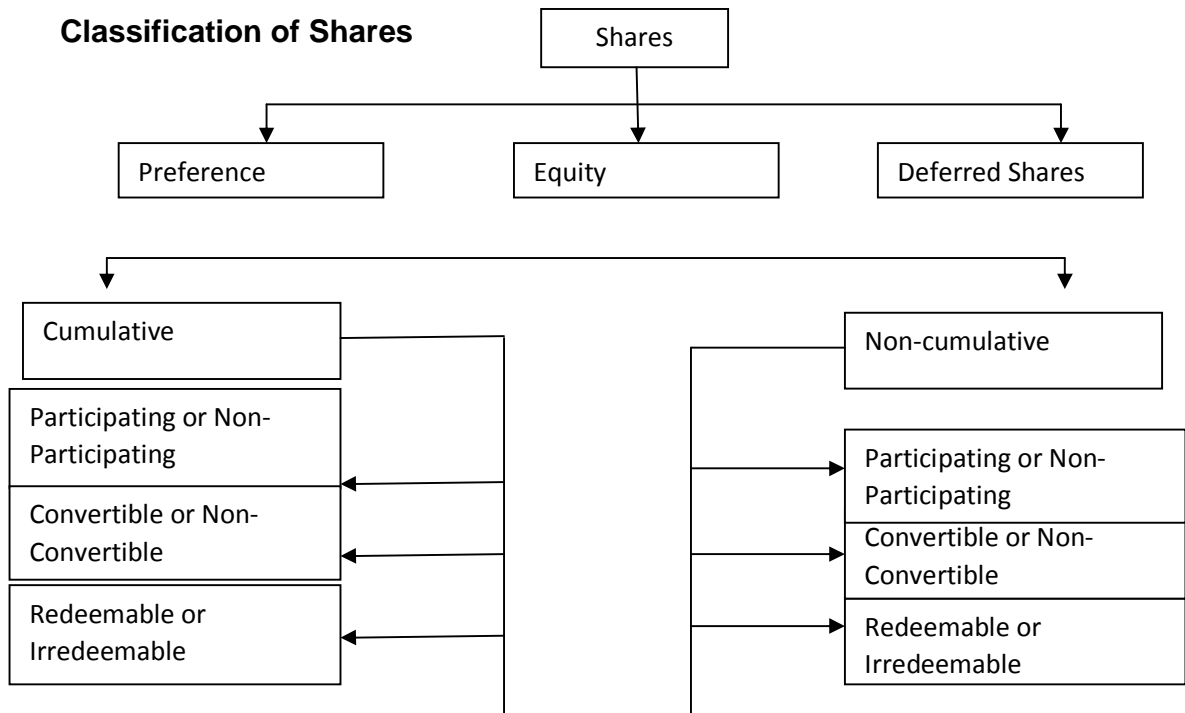 Classification of Shares
Shares
Preference
Equity
Deferred Shares
Cumulative
Non-cumulative
Participating or Non-
Participating
Convertible or Non-
Convertible
Redeemable or
Irredeemable
Participating or Non-
Participating
Convertible or Non-
Convertible
Redeemable or
Irredeemable